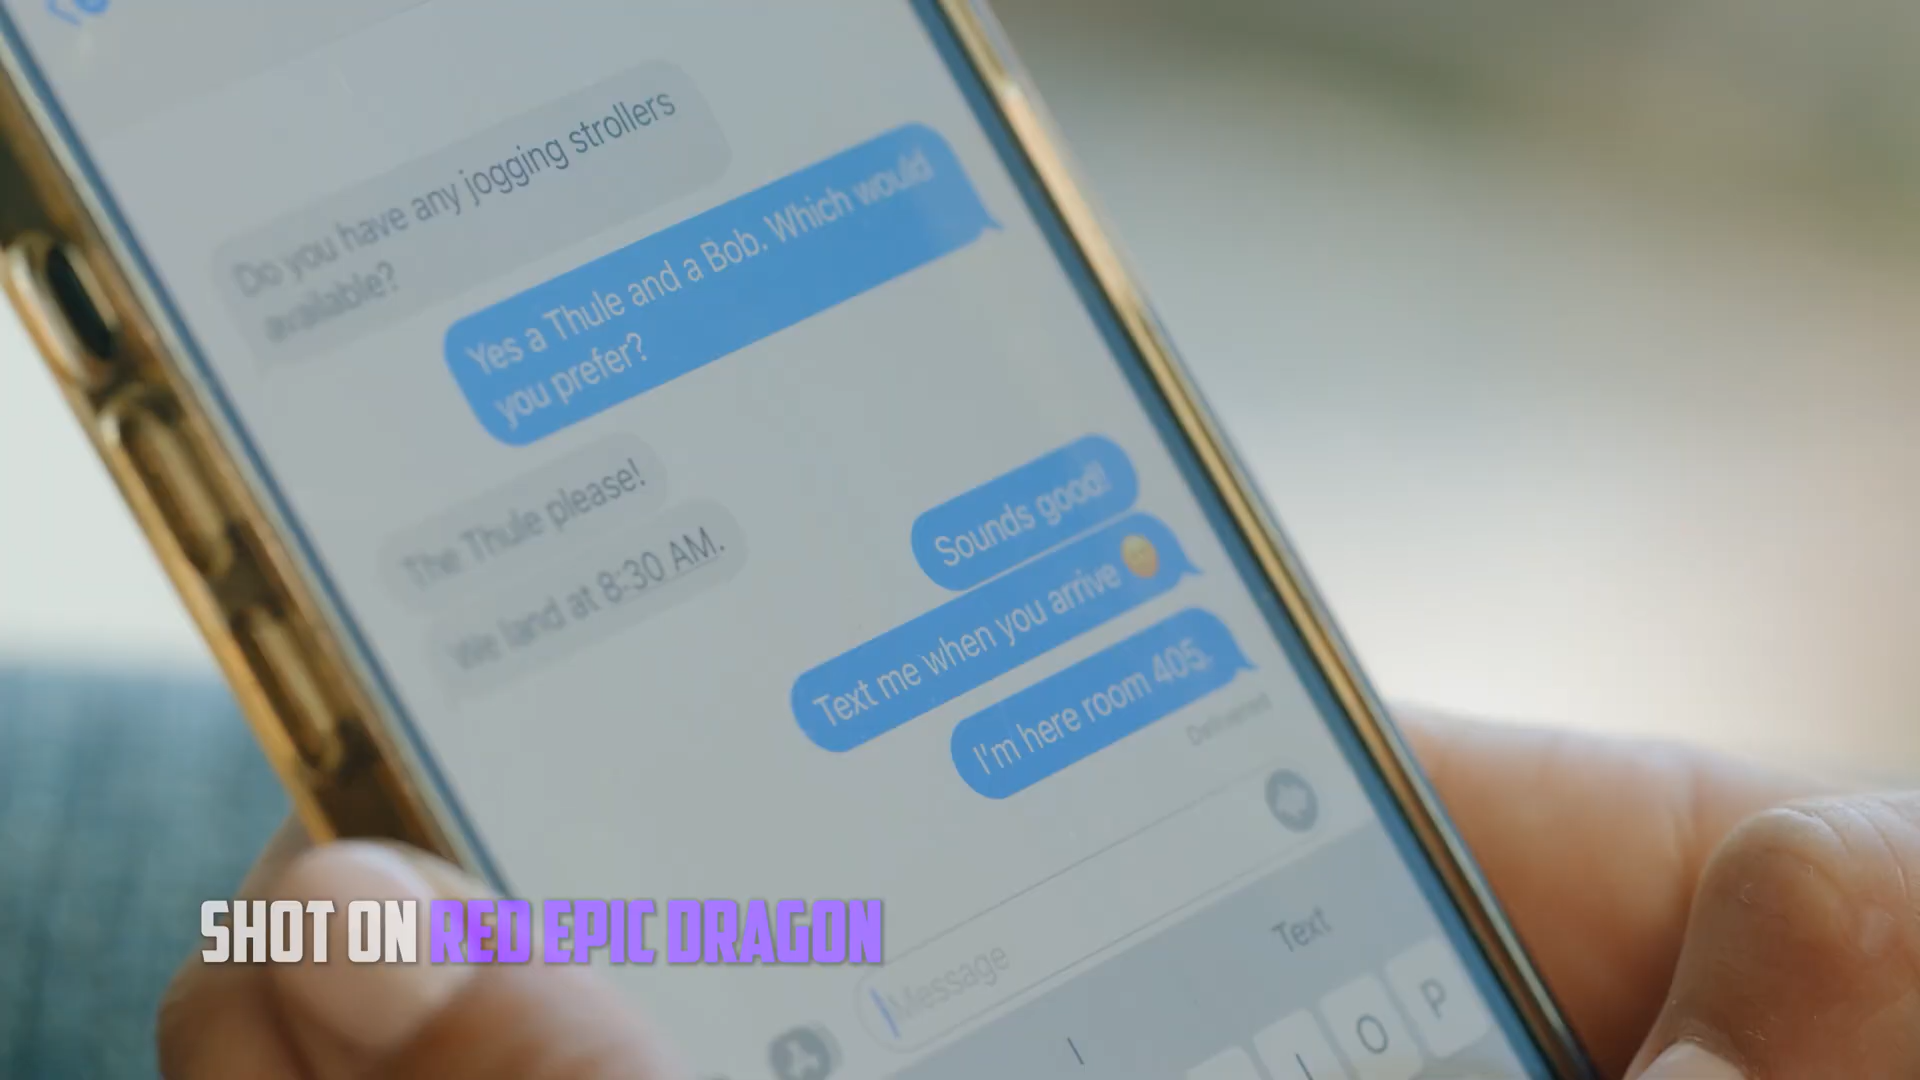 Do you have any jogging strollers
available?
Yes a Thule and a Bob. Which would
you prefer?
The Thule please!
We land at 8:30 AM.
Sounds good!
Text me when you arrive 😊
I'm here room 405.
Delivered
Message
I
Text
I O P
SHOT ON RED EPIC DRAGON